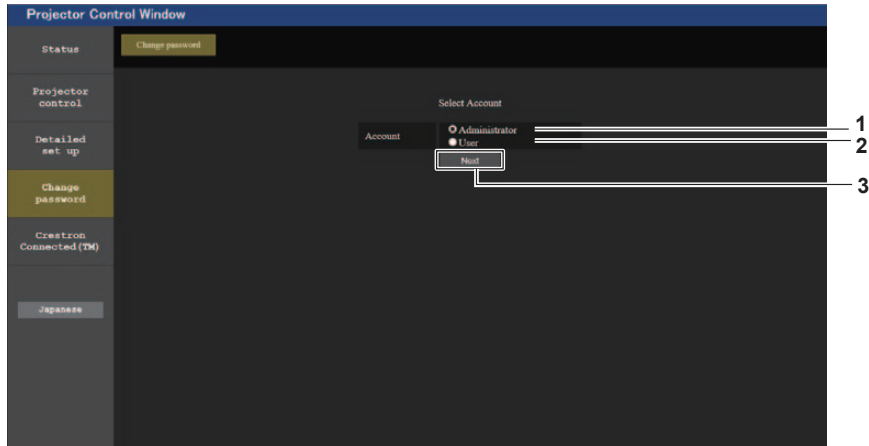 Projector Control Window
Status
Change password
Projector
control
Select Account
Account
Administrator
User
Next
1
2
3
Detailed
set up
Change
password
Crestron
Connected(TM)
Japanese